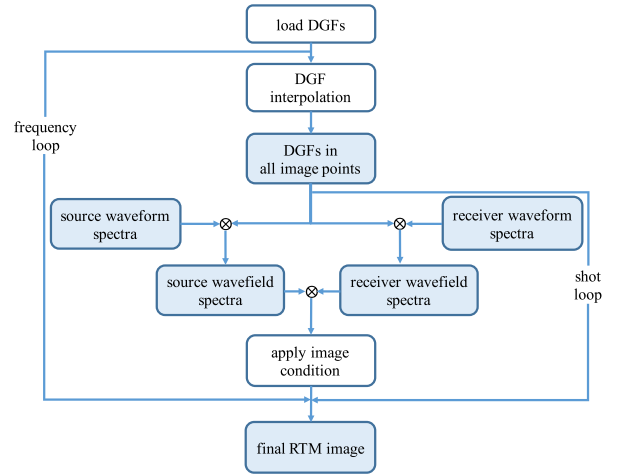 load DGFs
DGF
interpolation
frequency
loop
DGFs in
all image points
source waveform
spectra
receiver waveform
spectra
source wavefield
spectra
receiver wavefield
spectra
shot
loop
apply image
condition
final RTM image